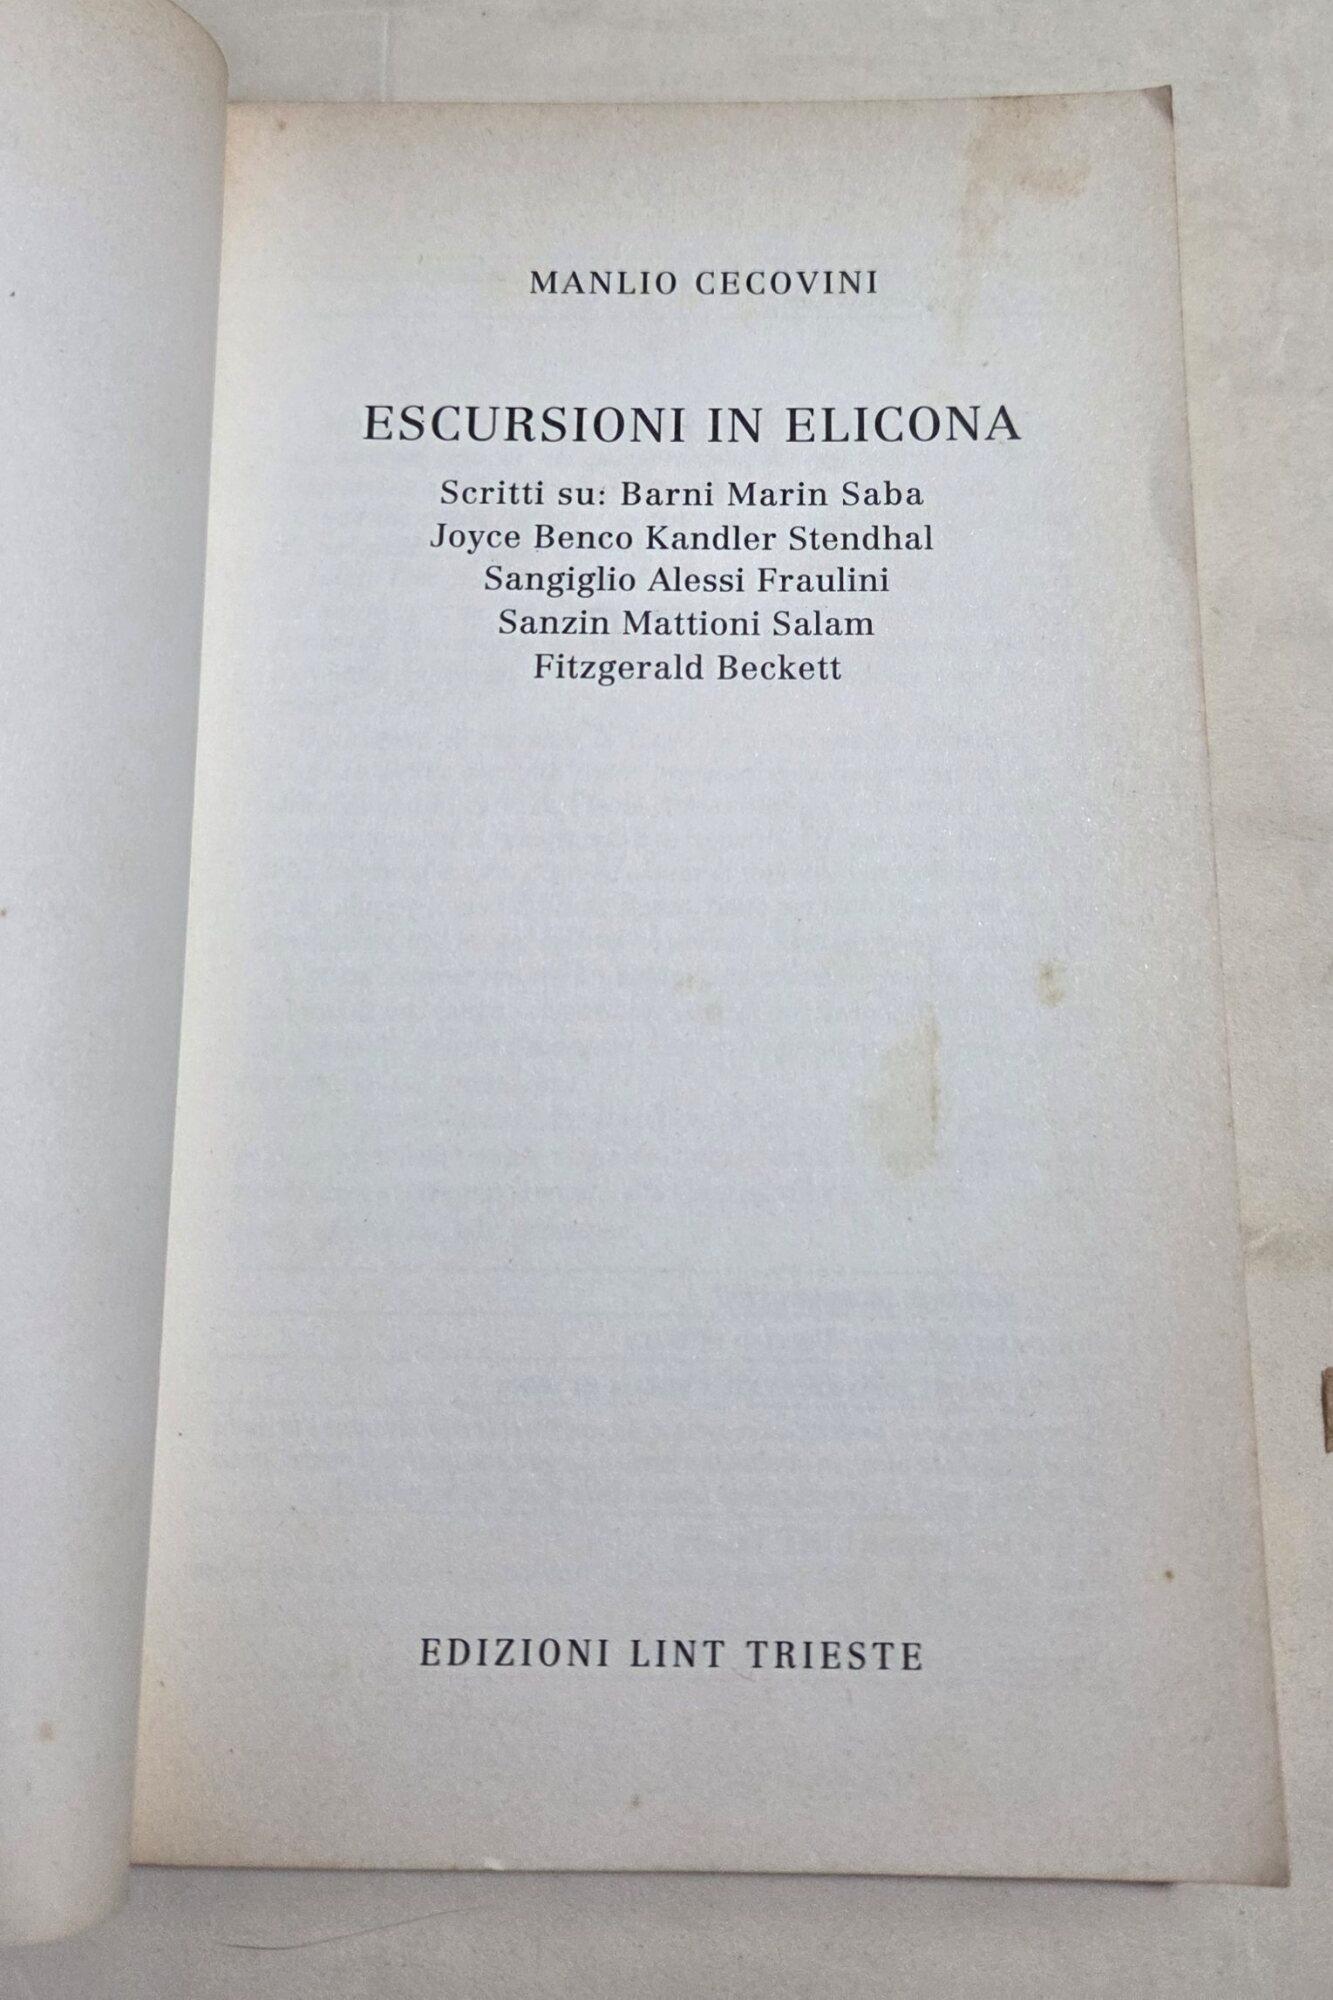 MANLIO CECOVINI
ESCURSIONI IN ELICONA
Scritti su: Barni Marin Saba
Joyce Benco Kandler Stendhal
Sangiglio Alessi Fraulini
Sanzin Mattioni Salam
Fitzgerald Beckett
EDIZIONI LINT TRIESTE